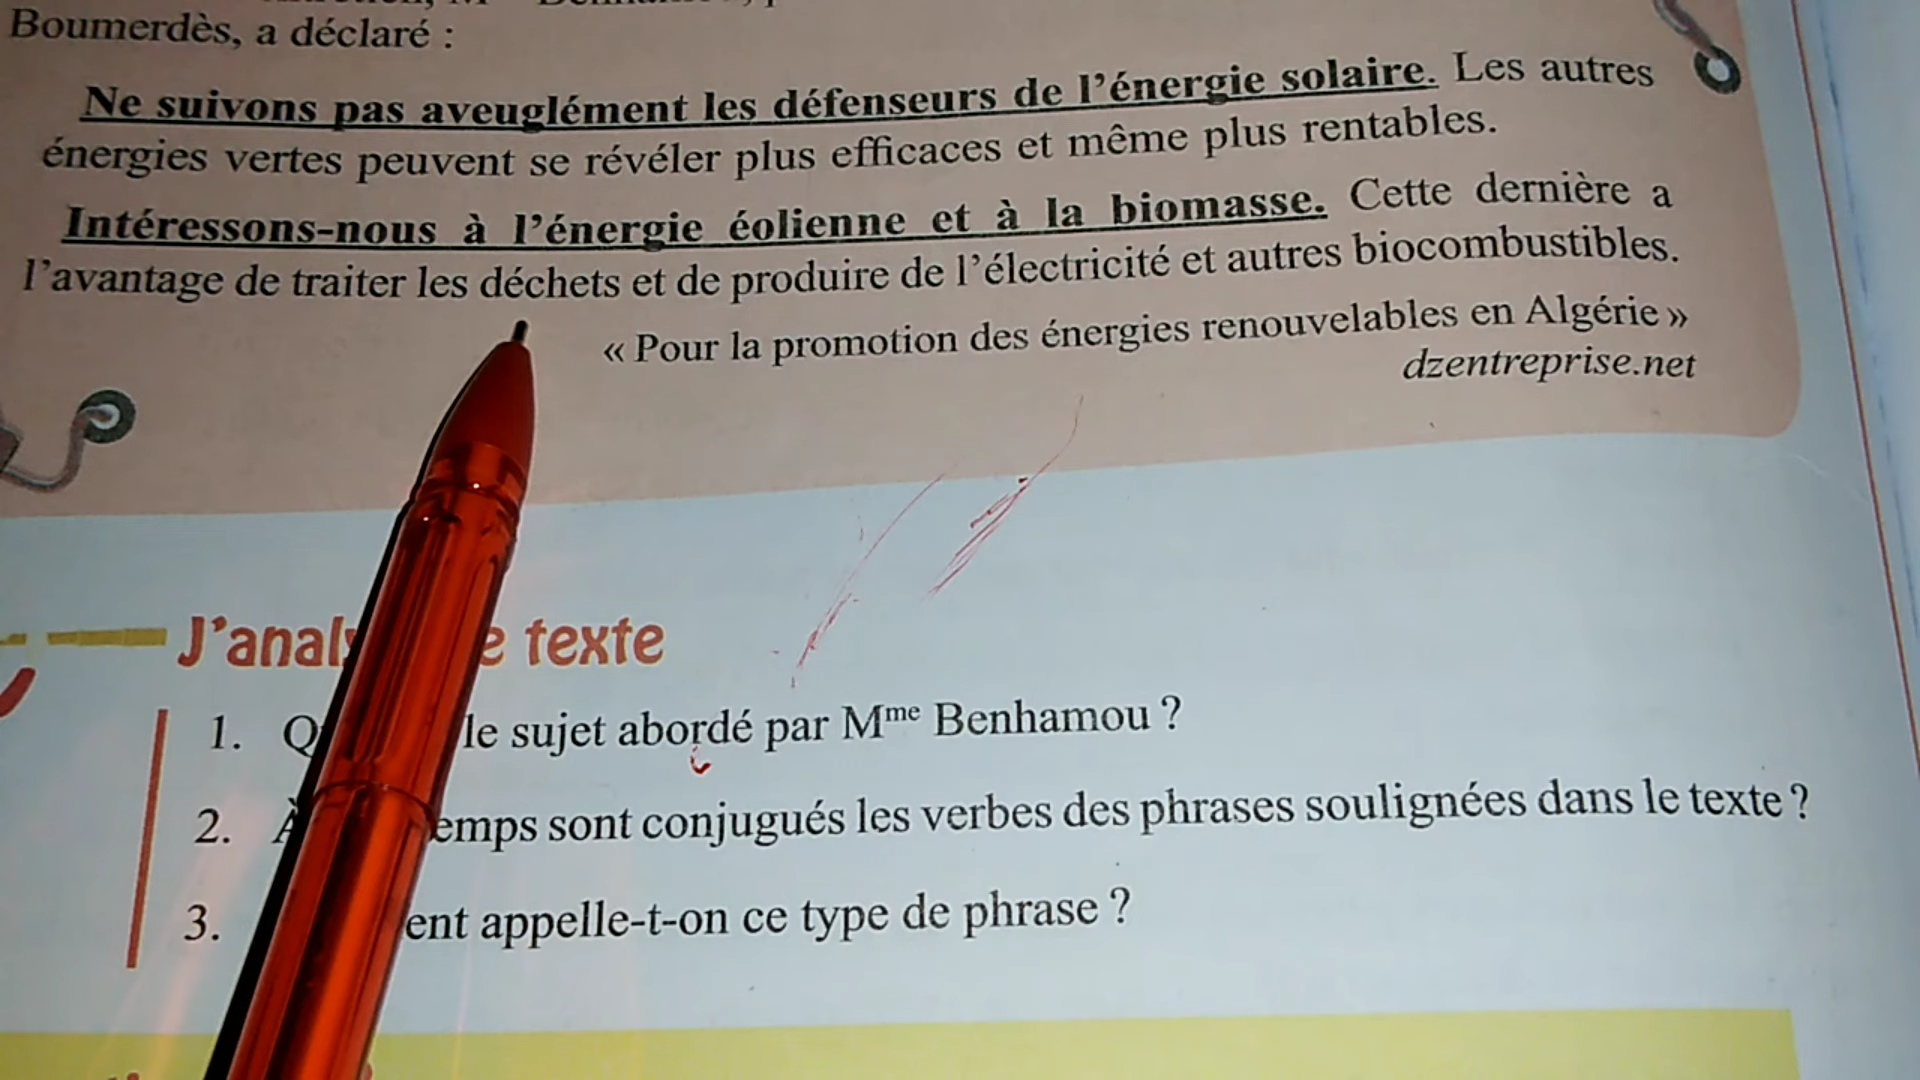 Boumerdès, a déclaré :
Ne suivons pas aveuglément les défenseurs de l'énergie solaire. Les autres
énergies vertes peuvent se révéler plus efficaces et même plus rentables.
Intéressons-nous à l'énergie éolienne et à la biomasse. Cette dernière a
l'avantage de traiter les déchets et de produire de l'électricité et autres biocombustibles.
« Pour la promotion des énergies renouvelables en Algérie »
dzentreprise.net
texte
1. le sujet abordé par Mme Benhamou ?
2. sont conjugués les verbes des phrases soulignées dans le texte ?
3. appelle-t-on ce type de phrase ?